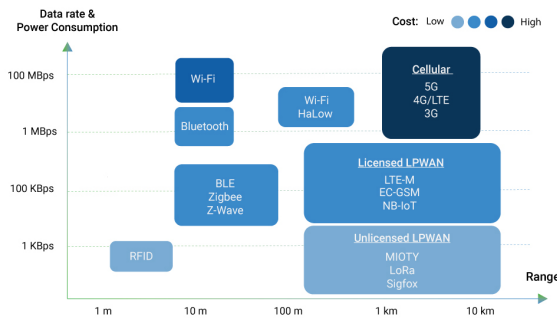 Data rate &
Power Consumption
Cost: Low High
100 MBps
1 MBps
100 KBps
1 KBps
Wi-Fi
Bluetooth
Wi-Fi
HaLow
Cellular
5G
4G/LTE
3G
BLE
Zigbee
Z-Wave
Licensed LPWAN
LTE-M
EC-GSM
NB-IoT
RFID
Unlicensed LPWAN
MIOTY
LoRa
Sigfox
Range
1 m
10 m
100 m
1 km
10 km